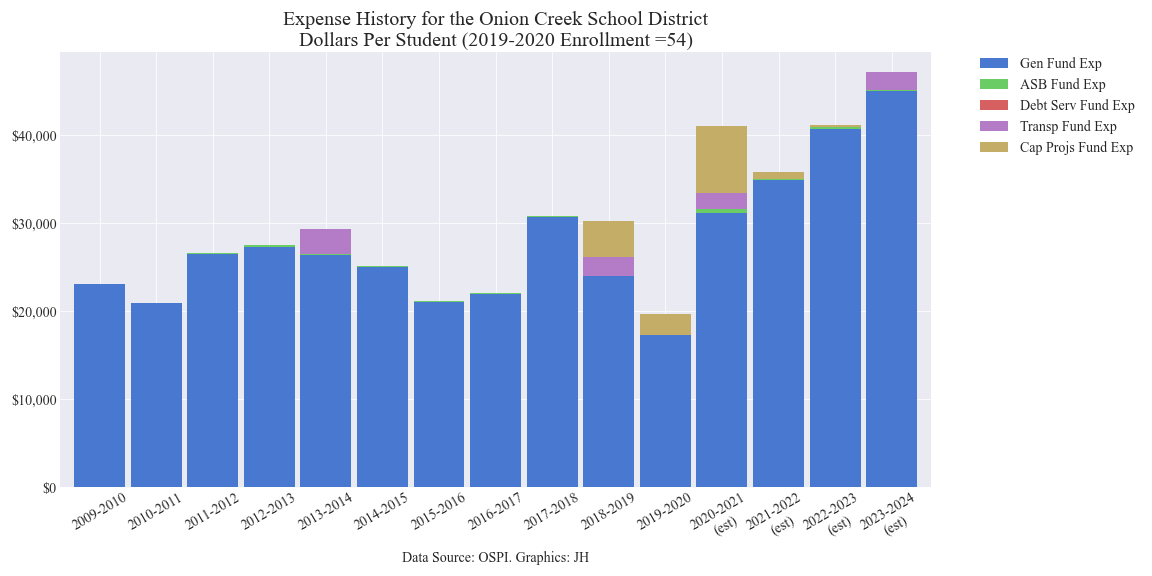 Expense History for the Onion Creek School District
Dollars Per Student (2019-2020 Enrollment =54)
Gen Fund Exp
ASB Fund Exp
Debt Serv Fund Exp
Transp Fund Exp
Cap Projs Fund Exp
$40,000
$30,000
$20,000
$10,000
$0
2009-2010
2010-2011
2011-2012
2012-2013
2013-2014
2014-2015
2015-2016
2016-2017
2017-2018
2018-2019
2019-2020
2020-2021
(est)
2021-2022
(est)
2022-2023
(est)
2023-2024
(est)
Data Source: OSPI. Graphics: JH